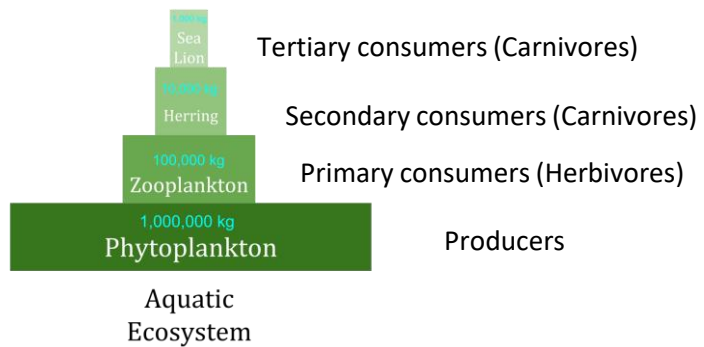 1,000 kg
Sea
Lion
Tertiary consumers (Carnivores)
10,000 kg
Herring
Secondary consumers (Carnivores)
100,000 kg
Zooplankton
Primary consumers (Herbivores)
1,000,000 kg
Phytoplankton
Producers
Aquatic
Ecosystem